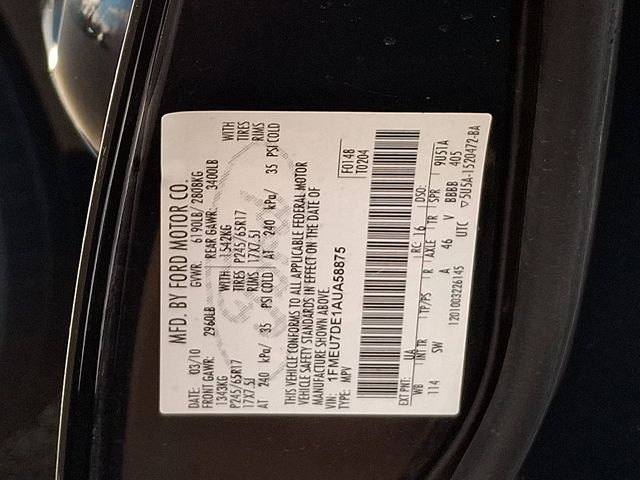 MFD. BY FORD MOTOR CO.
DATE: 03/10 GVWR: 6190LB/ 2808KG
FRONT GAWR: 2960LB REAR GAWR: 3400LB
1343KG WITH 1542KG WITH
P245/65R17 TIRES P245/65R17 TIRES
17X7.5J RIMS 17X7.5J RIMS
AT 240 kPa/ 35 PSI COLD AT 240 kPa/ 35 PSI COLD
THIS VEHICLE CONFORMS TO ALL APPLICABLE FEDERAL MOTOR
VEHICLE SAFETY STANDARDS IN EFFECT ON THE DATE OF
MANUFACTURE SHOWN ABOVE.
VIN: 1FMEU7DE1AUA58875 F0148
TYPE: MPV T0204
EXT PNT: UA RC: 16 DSO:
WB INT TR TP/PS R AXLE TR SPR 9U51A
114 SW 46 V BBBB 405
1201003226145 UTC ▽5U5A-1520472-BA